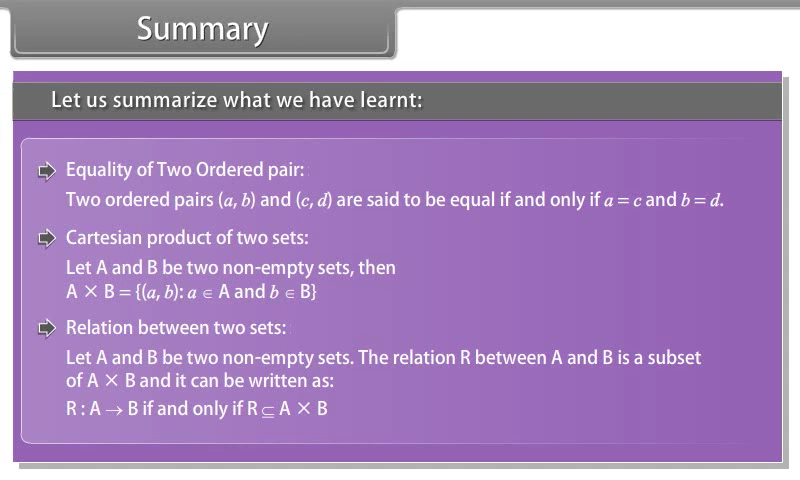 Summary
Let us summarize what we have learnt:
Equality of Two Ordered pair:
Two ordered pairs (a, b) and (c, d) are said to be equal if and only if a = c and b = d.
Cartesian product of two sets:
Let A and B be two non-empty sets, then
A × B = {(a, b): a ∈ A and b ∈ B}
Relation between two sets:
Let A and B be two non-empty sets. The relation R between A and B is a subset
of A × B and it can be written as:
R : A → B if and only if R ⊆ A × B